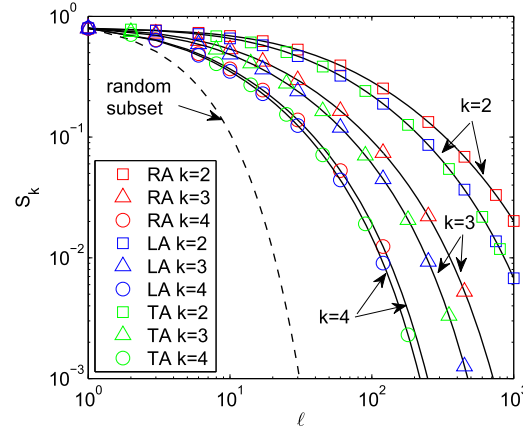 10^0
10^-1
10^-2
10^-3
S_k
random
subset
k=2
k=3
k=4
RA k=2
RA k=3
RA k=4
LA k=2
LA k=3
LA k=4
TA k=2
TA k=3
TA k=4
10^0
10^1
10^2
10^3
ℓ